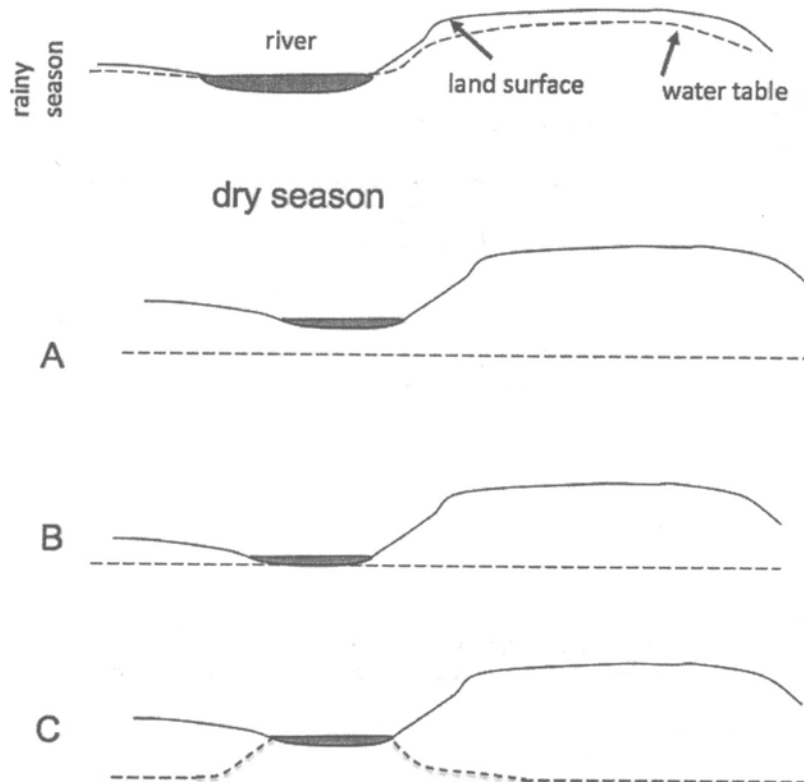 rainy
season
river
land surface
water table
dry season
A
B
C